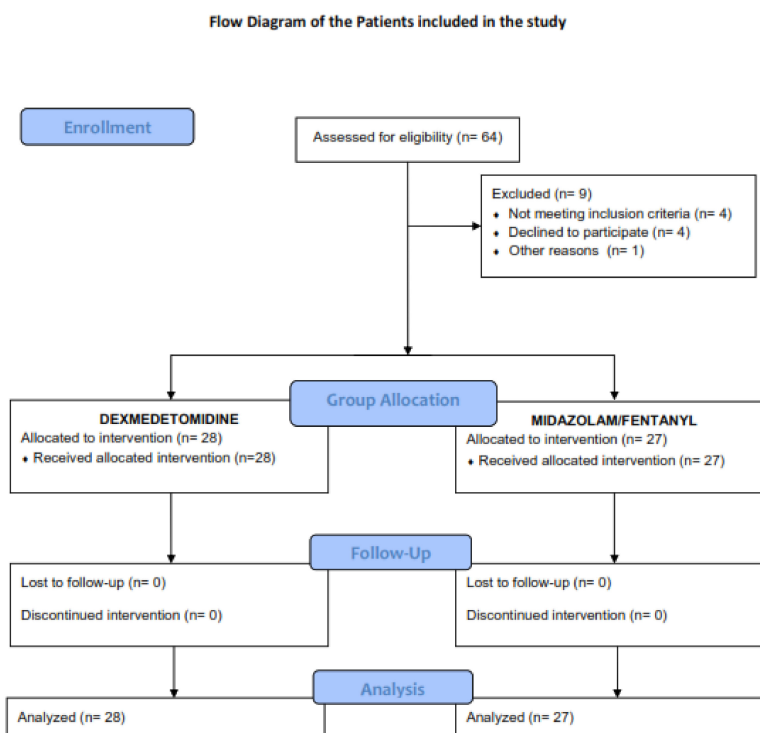 Flow Diagram of the Patients included in the study
Enrollment
Assessed for eligibility (n= 64)
Excluded (n= 9)
♦ Not meeting inclusion criteria (n= 4)
♦ Declined to participate (n= 4)
♦ Other reasons (n= 1)
Group Allocation
DEXMEDETOMIDINE
Allocated to intervention (n= 28)
♦ Received allocated intervention (n=28)
MIDAZOLAM/FENTANYL
Allocated to intervention (n= 27)
♦ Received allocated intervention (n= 27)
Follow-Up
Lost to follow-up (n= 0)
Discontinued intervention (n= 0)
Lost to follow-up (n= 0)
Discontinued intervention (n= 0)
Analysis
Analyzed (n= 28)
Analyzed (n= 27)